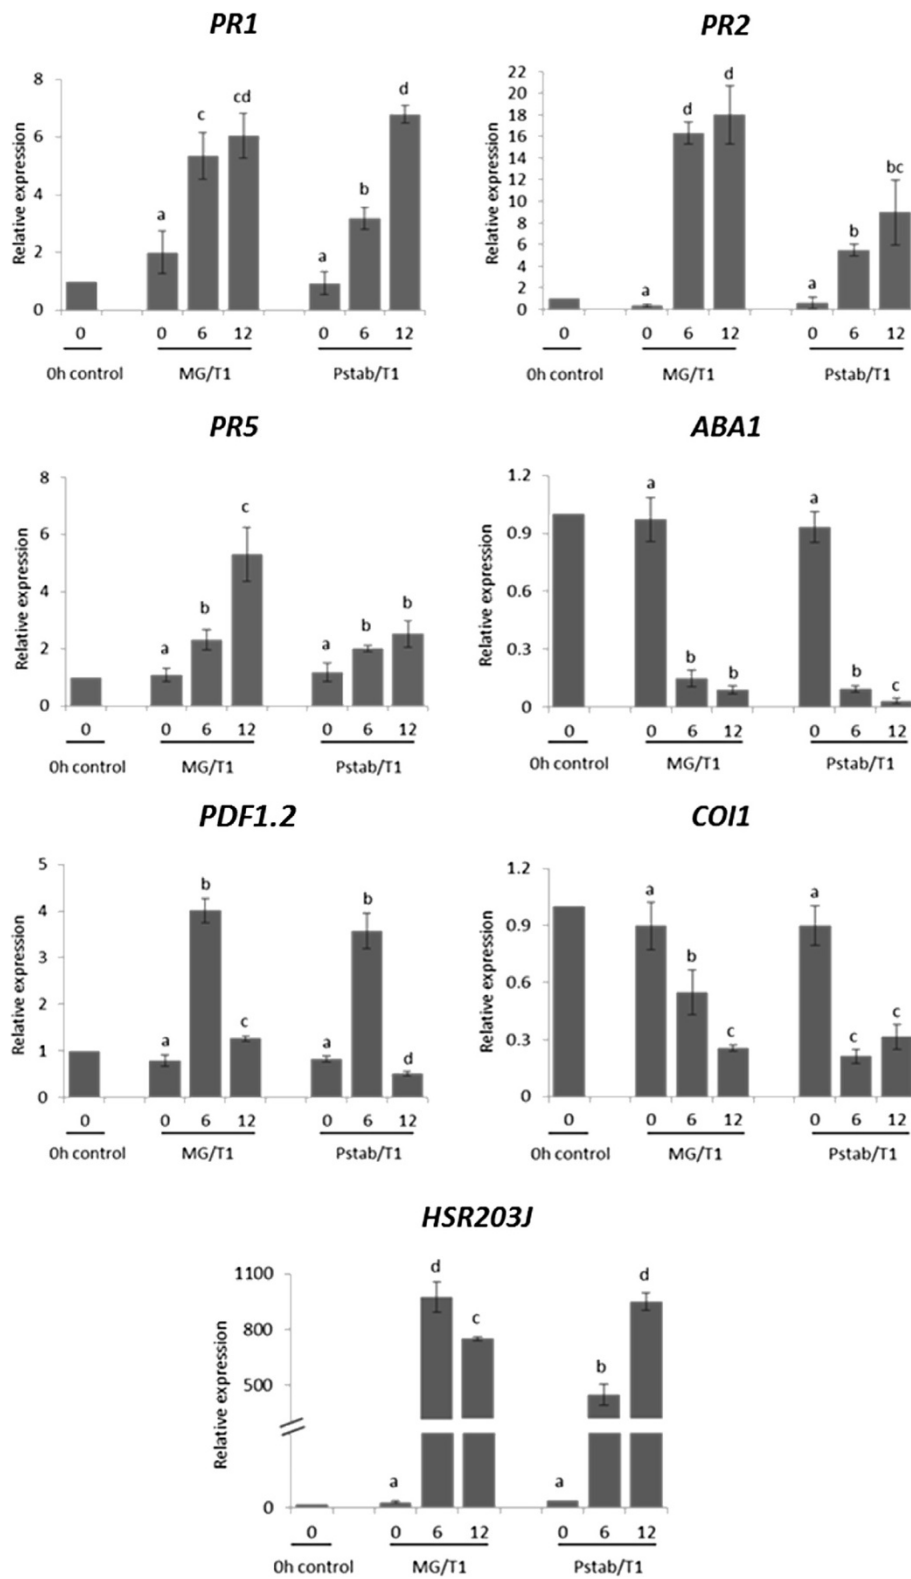 PR1
8
6
4
2
0
Relative expression
a
c
cd
a
b
d
0 0 6 12 0 6 12
0h control MG/T1 Pstab/T1
PR2
22
20
18
16
14
12
10
8
6
4
2
0
Relative expression
a
d
d
a
b
bc
0 0 6 12 0 6 12
0h control MG/T1 Pstab/T1
PR5
8
6
4
2
0
Relative expression
a
b
c
a
b
b
0 0 6 12 0 6 12
0h control MG/T1 Pstab/T1
ABA1
1.2
0.9
0.6
0.3
0
Relative expression
a
b
b
a
b
c
0 0 6 12 0 6 12
0h control MG/T1 Pstab/T1
PDF1.2
5
4
3
2
1
0
Relative expression
a
b
c
a
b
d
0 0 6 12 0 6 12
0h control MG/T1 Pstab/T1
COI1
1.2
0.9
0.6
0.3
0
Relative expression
a
b
c
a
c
c
0 0 6 12 0 6 12
0h control MG/T1 Pstab/T1
HSR203J
1100
800
500
0
Relative expression
a
d
c
a
b
d
0 0 6 12 0 6 12
0h control MG/T1 Pstab/T1